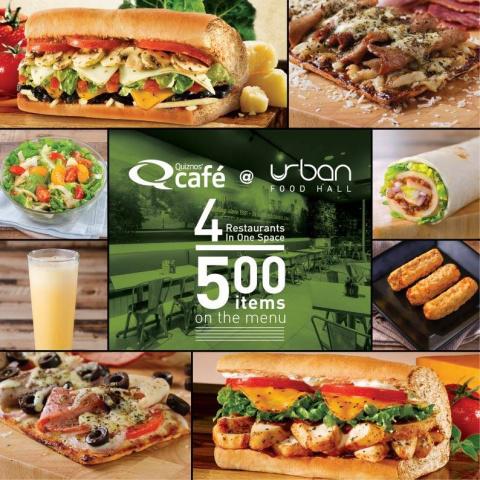 Quiznos'
café @ urban
FOOD HALL
4 Restaurants
In One Space
500
items
on the menu